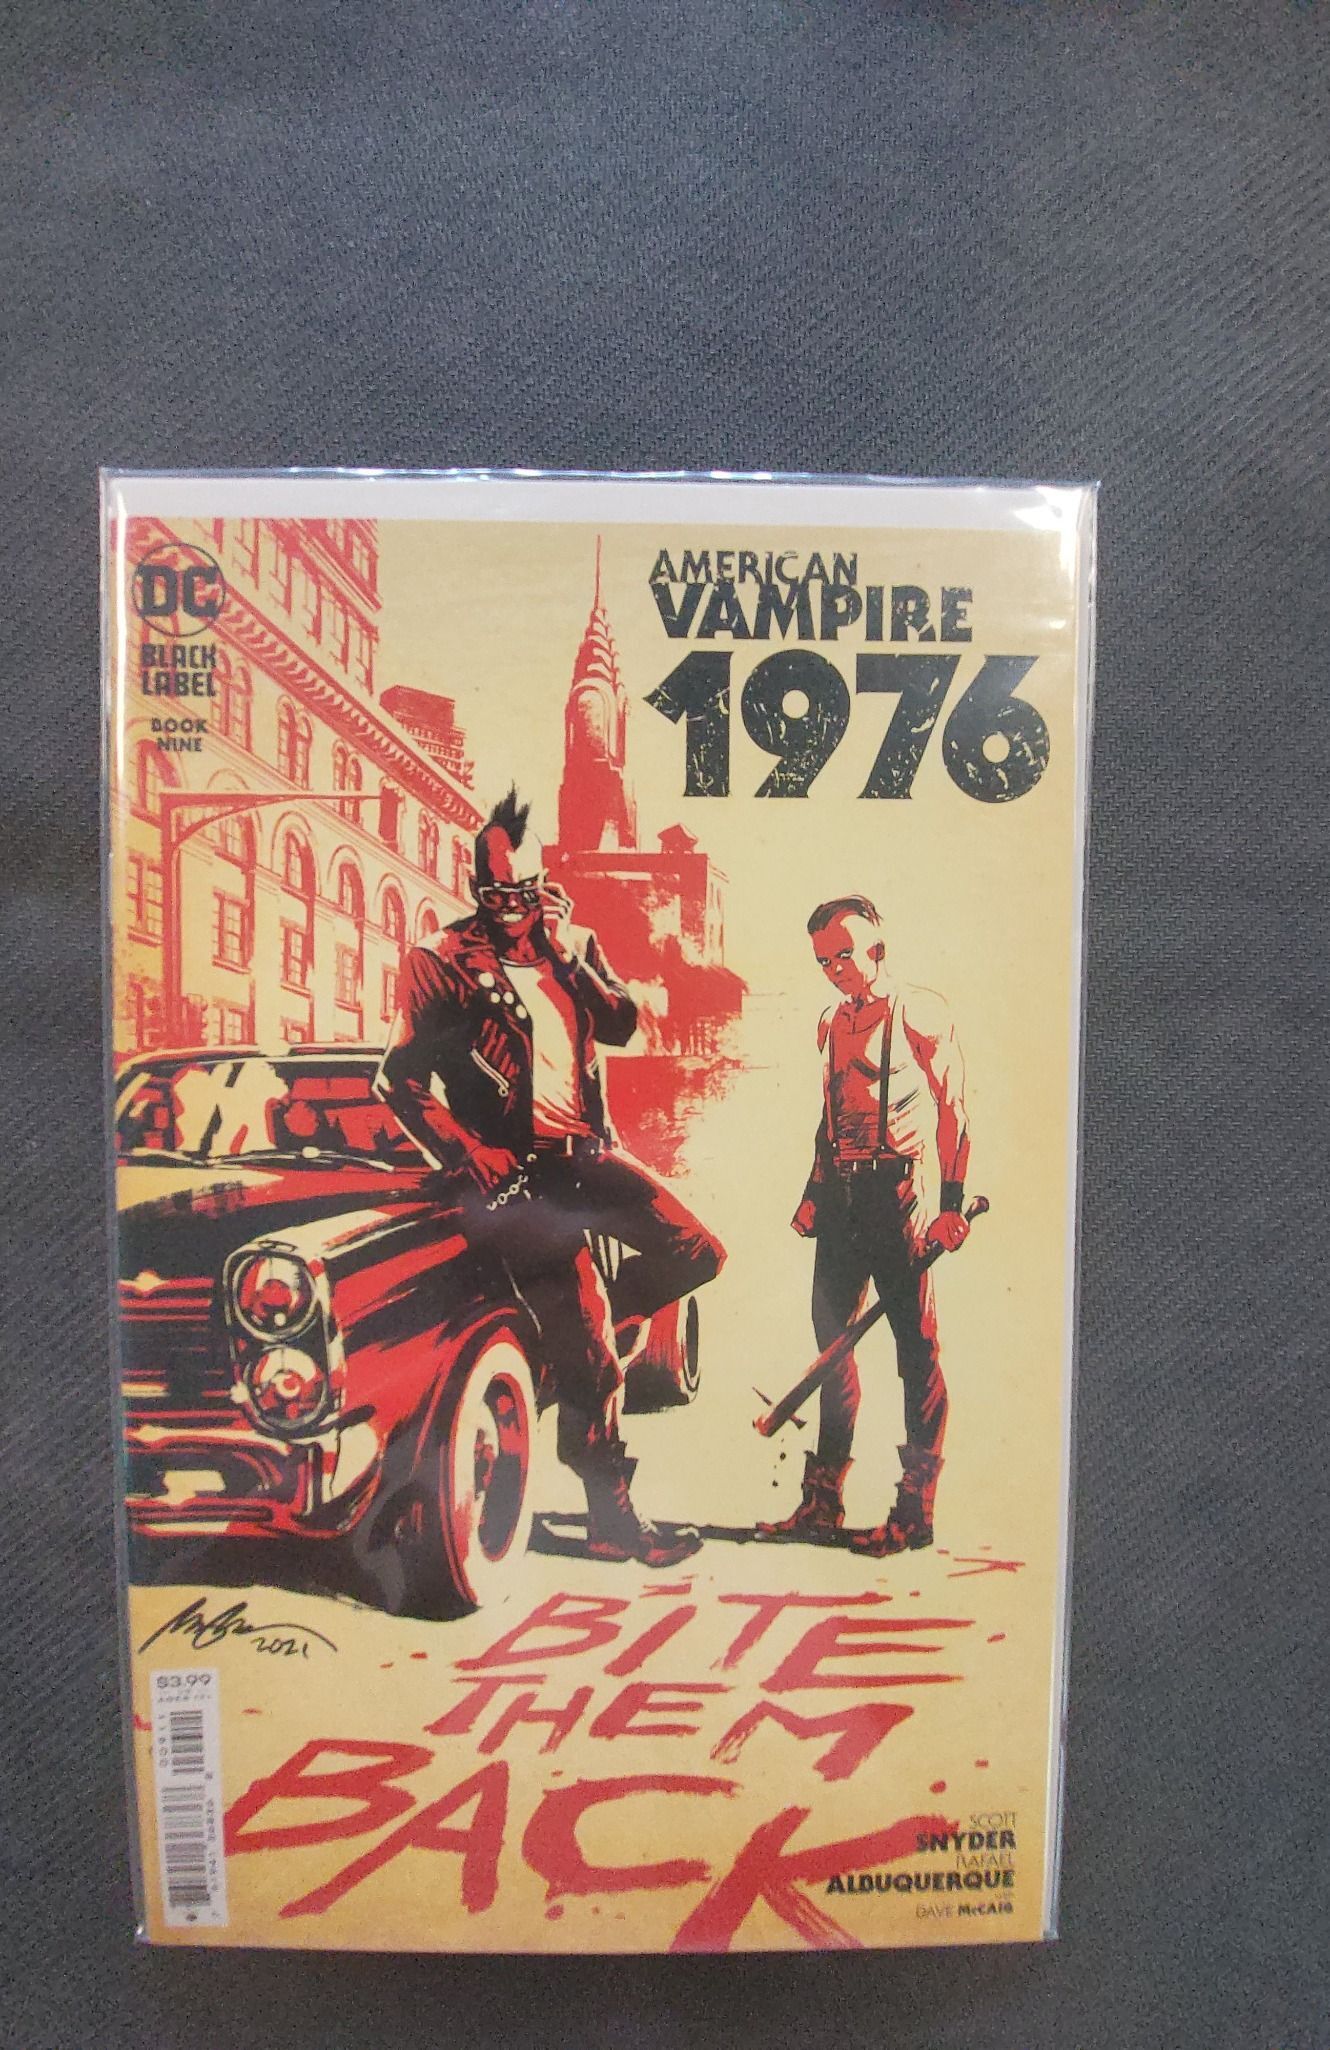 DC
BLACK
LABEL
BOOK
NINE
AMERICAN
VAMPIRE
1976
2021
BITE
THEM
BACK
$3.99
SCOTT
SNYDER
RAFAEL
ALBUQUERQUE
with
DAVE McCAIG